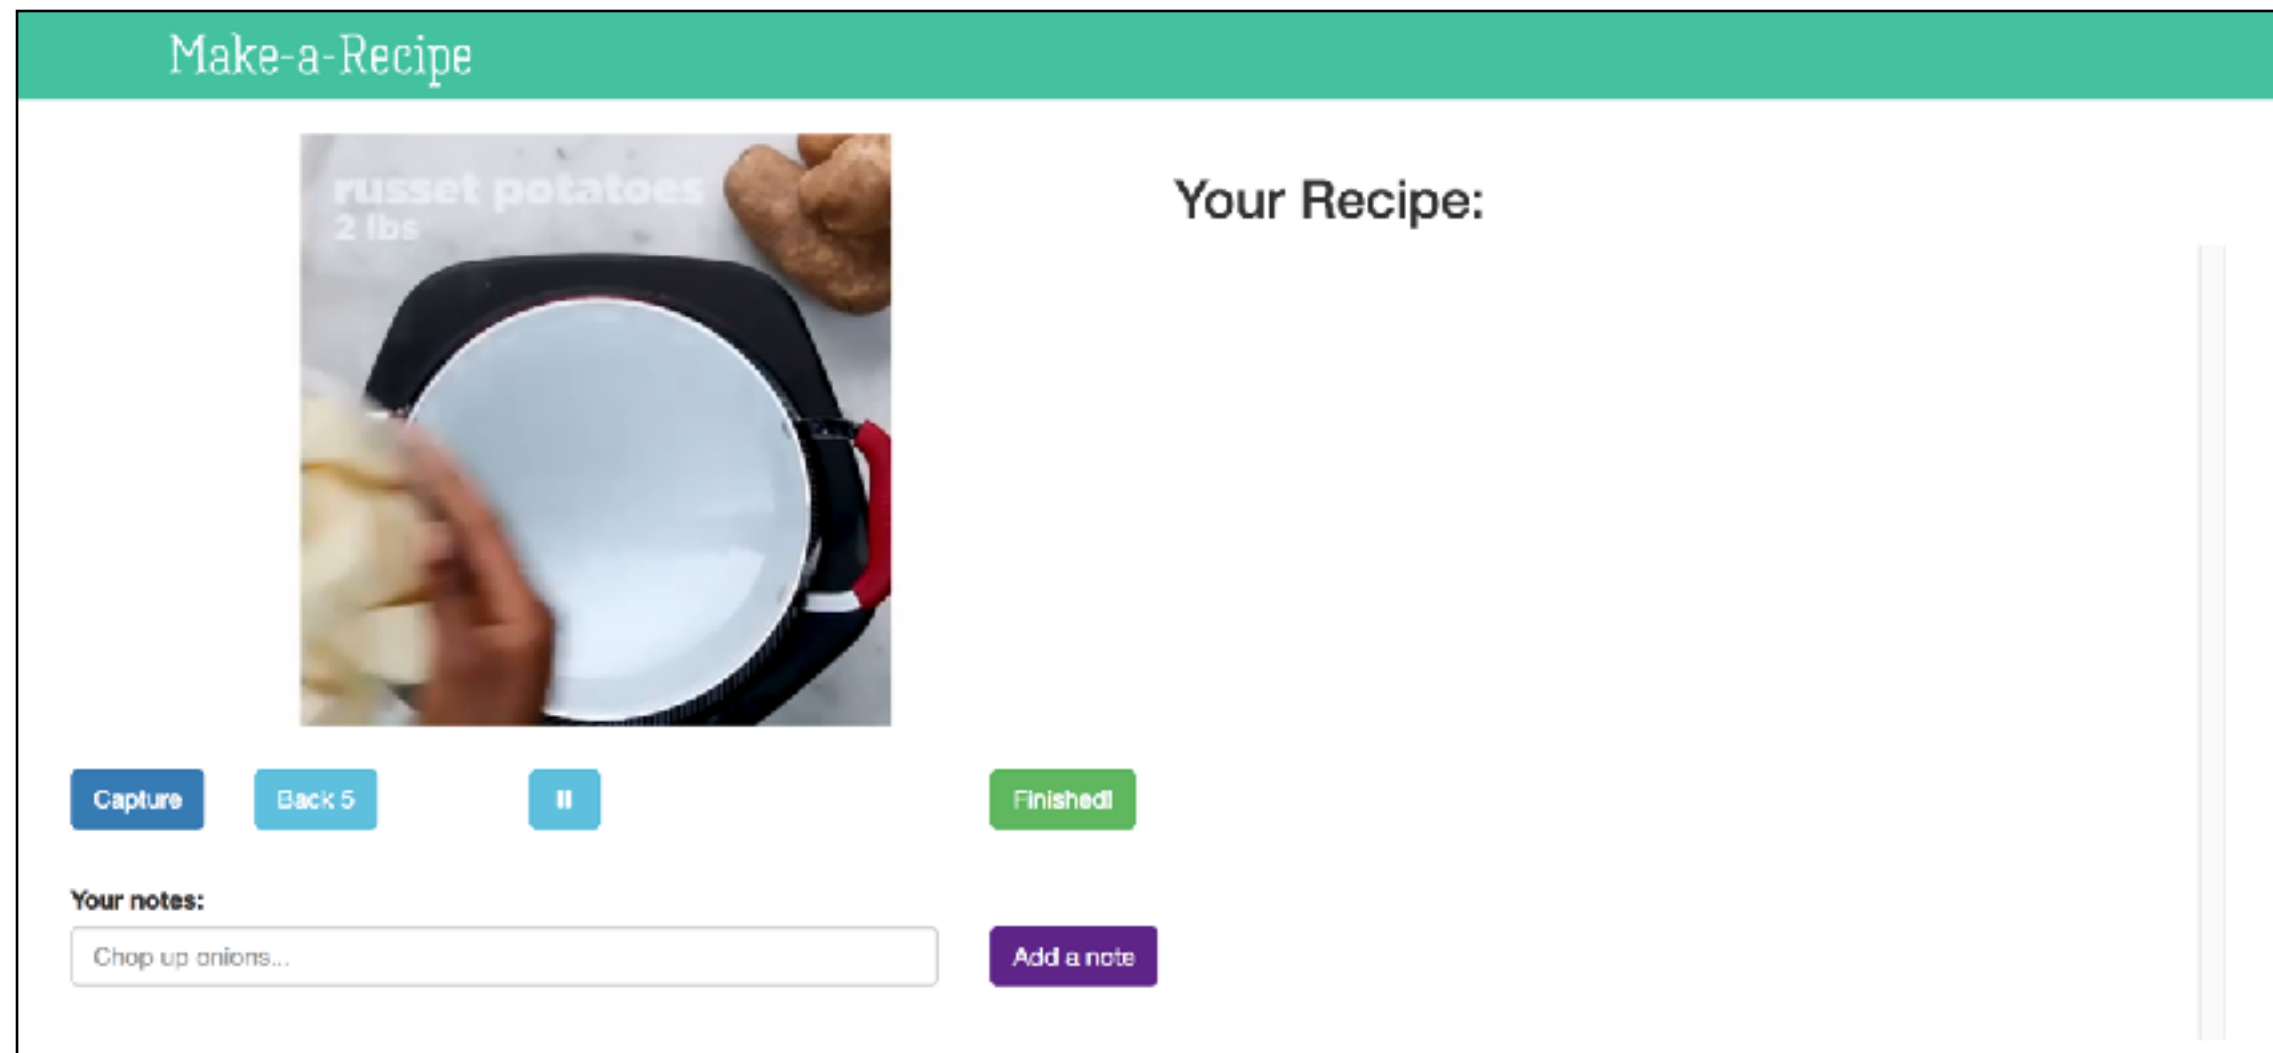 Make-a-Recipe
russet potatoes
2 lbs
Your Recipe:
Capture
Back 5
Finished!
Your notes:
Chop up onions...
Add a note